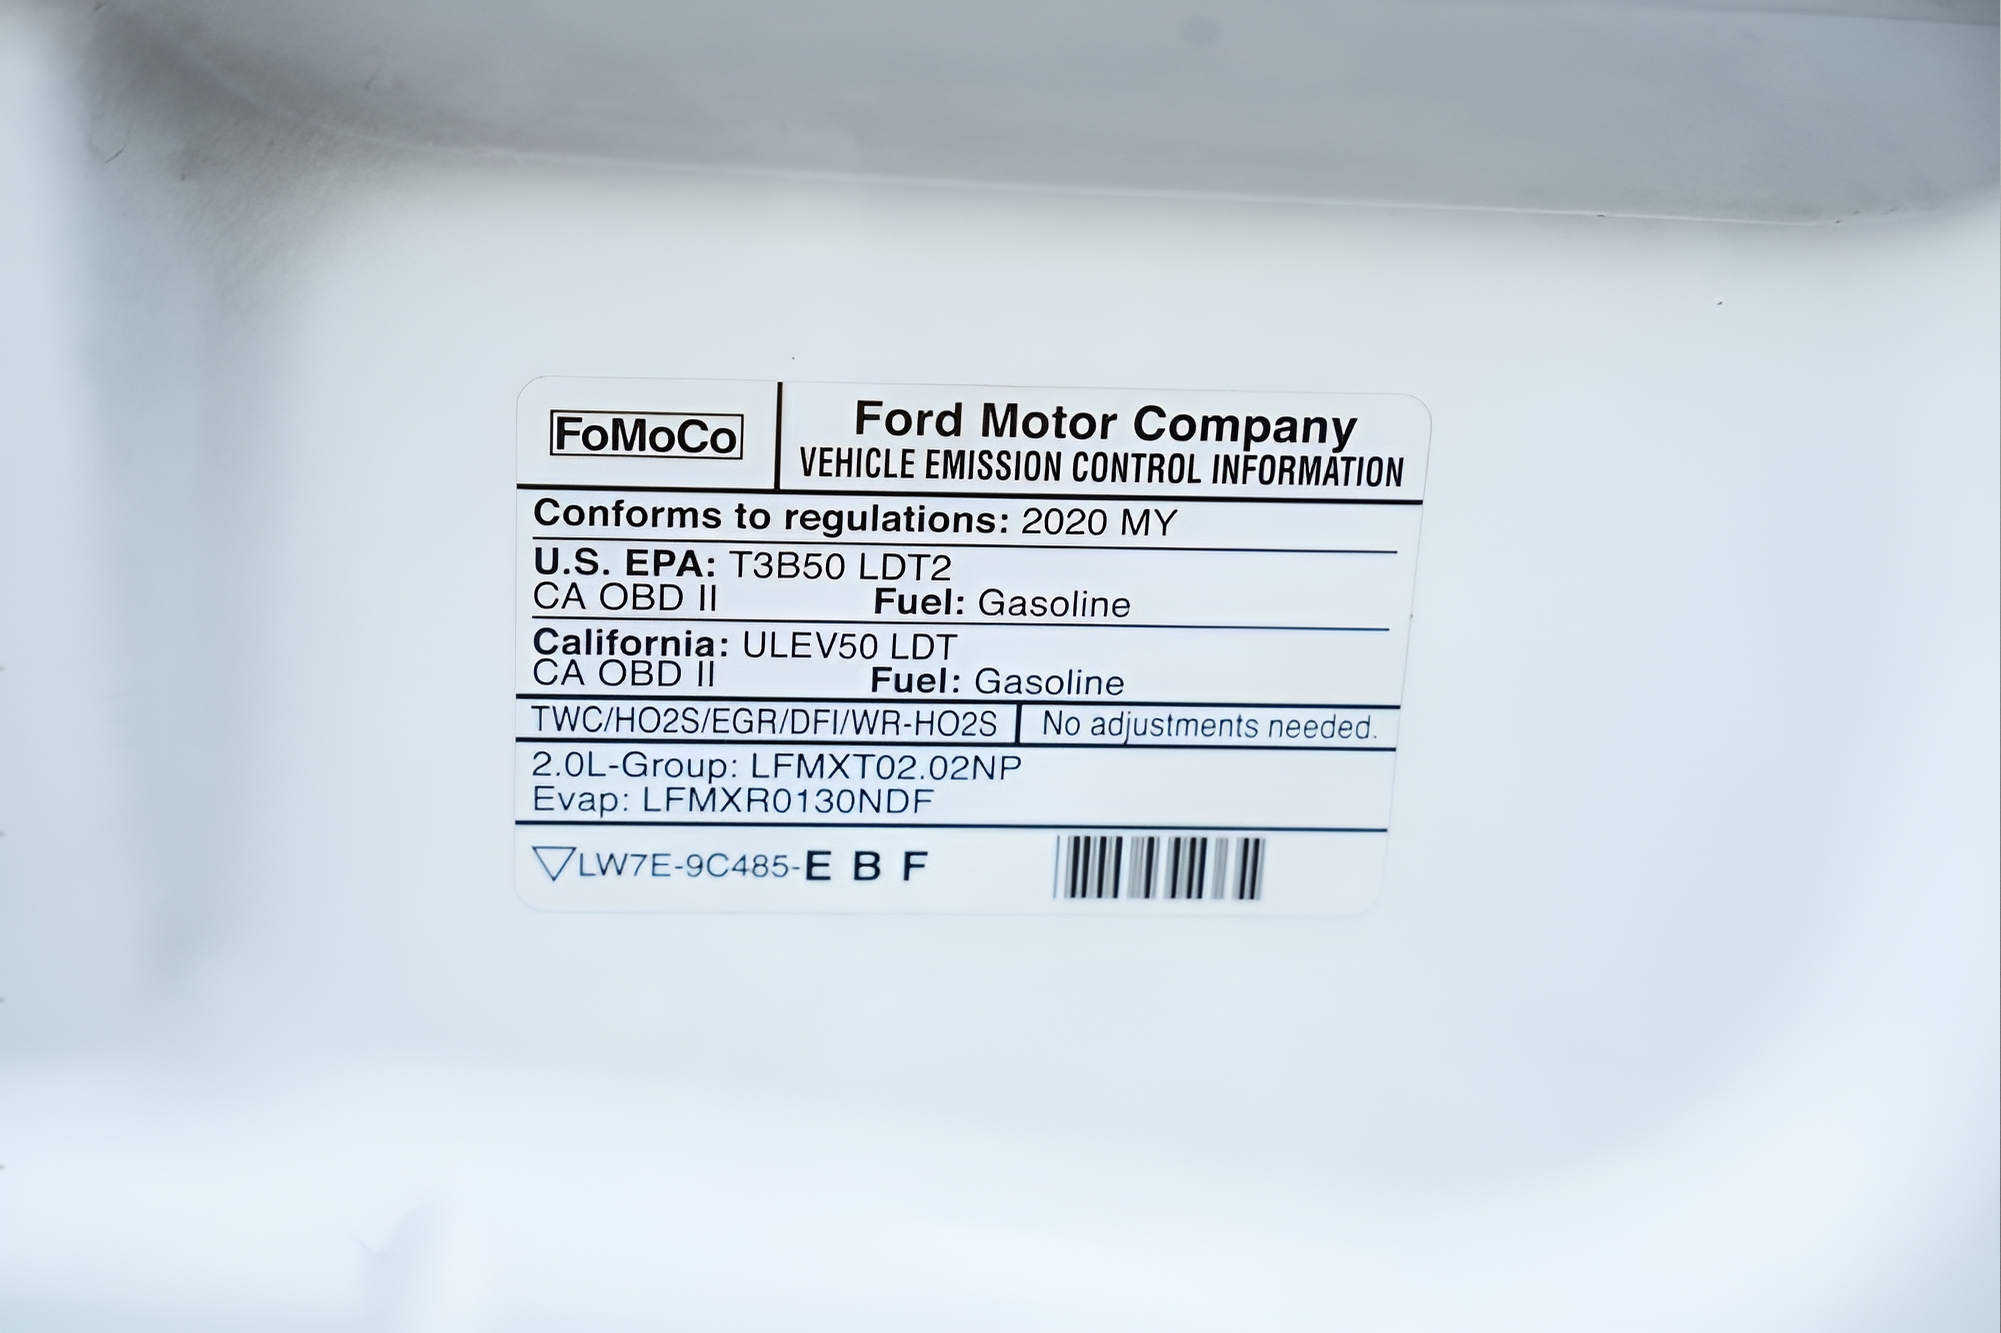 FoMoCo
Ford Motor Company
VEHICLE EMISSION CONTROL INFORMATION
Conforms to regulations: 2020 MY
U.S. EPA: T3B50 LDT2
CA OBD II Fuel: Gasoline
California: ULEV50 LDT
CA OBD II Fuel: Gasoline
TWC/HO2S/EGR/DFI/WR-HO2S No adjustments needed.
2.0L-Group: LFMXT02.02NP
Evap: LFMXR0130NDF
LW7E-9C485-E B F